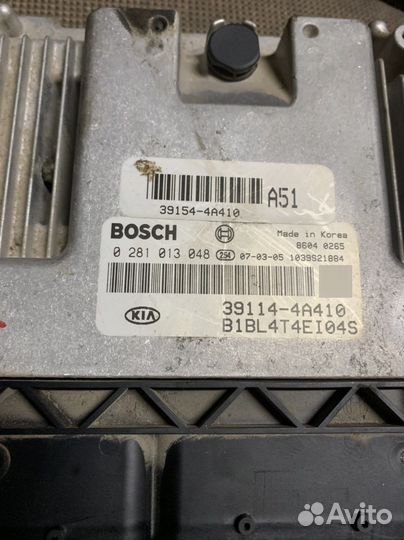 A51
39154-4A410
BOSCH
Made in Korea
8604 0265
0 281 013 048 254 07-03-05 1039S21884
KIA
39114-4A410
B1BL4T4EI04S
Avito